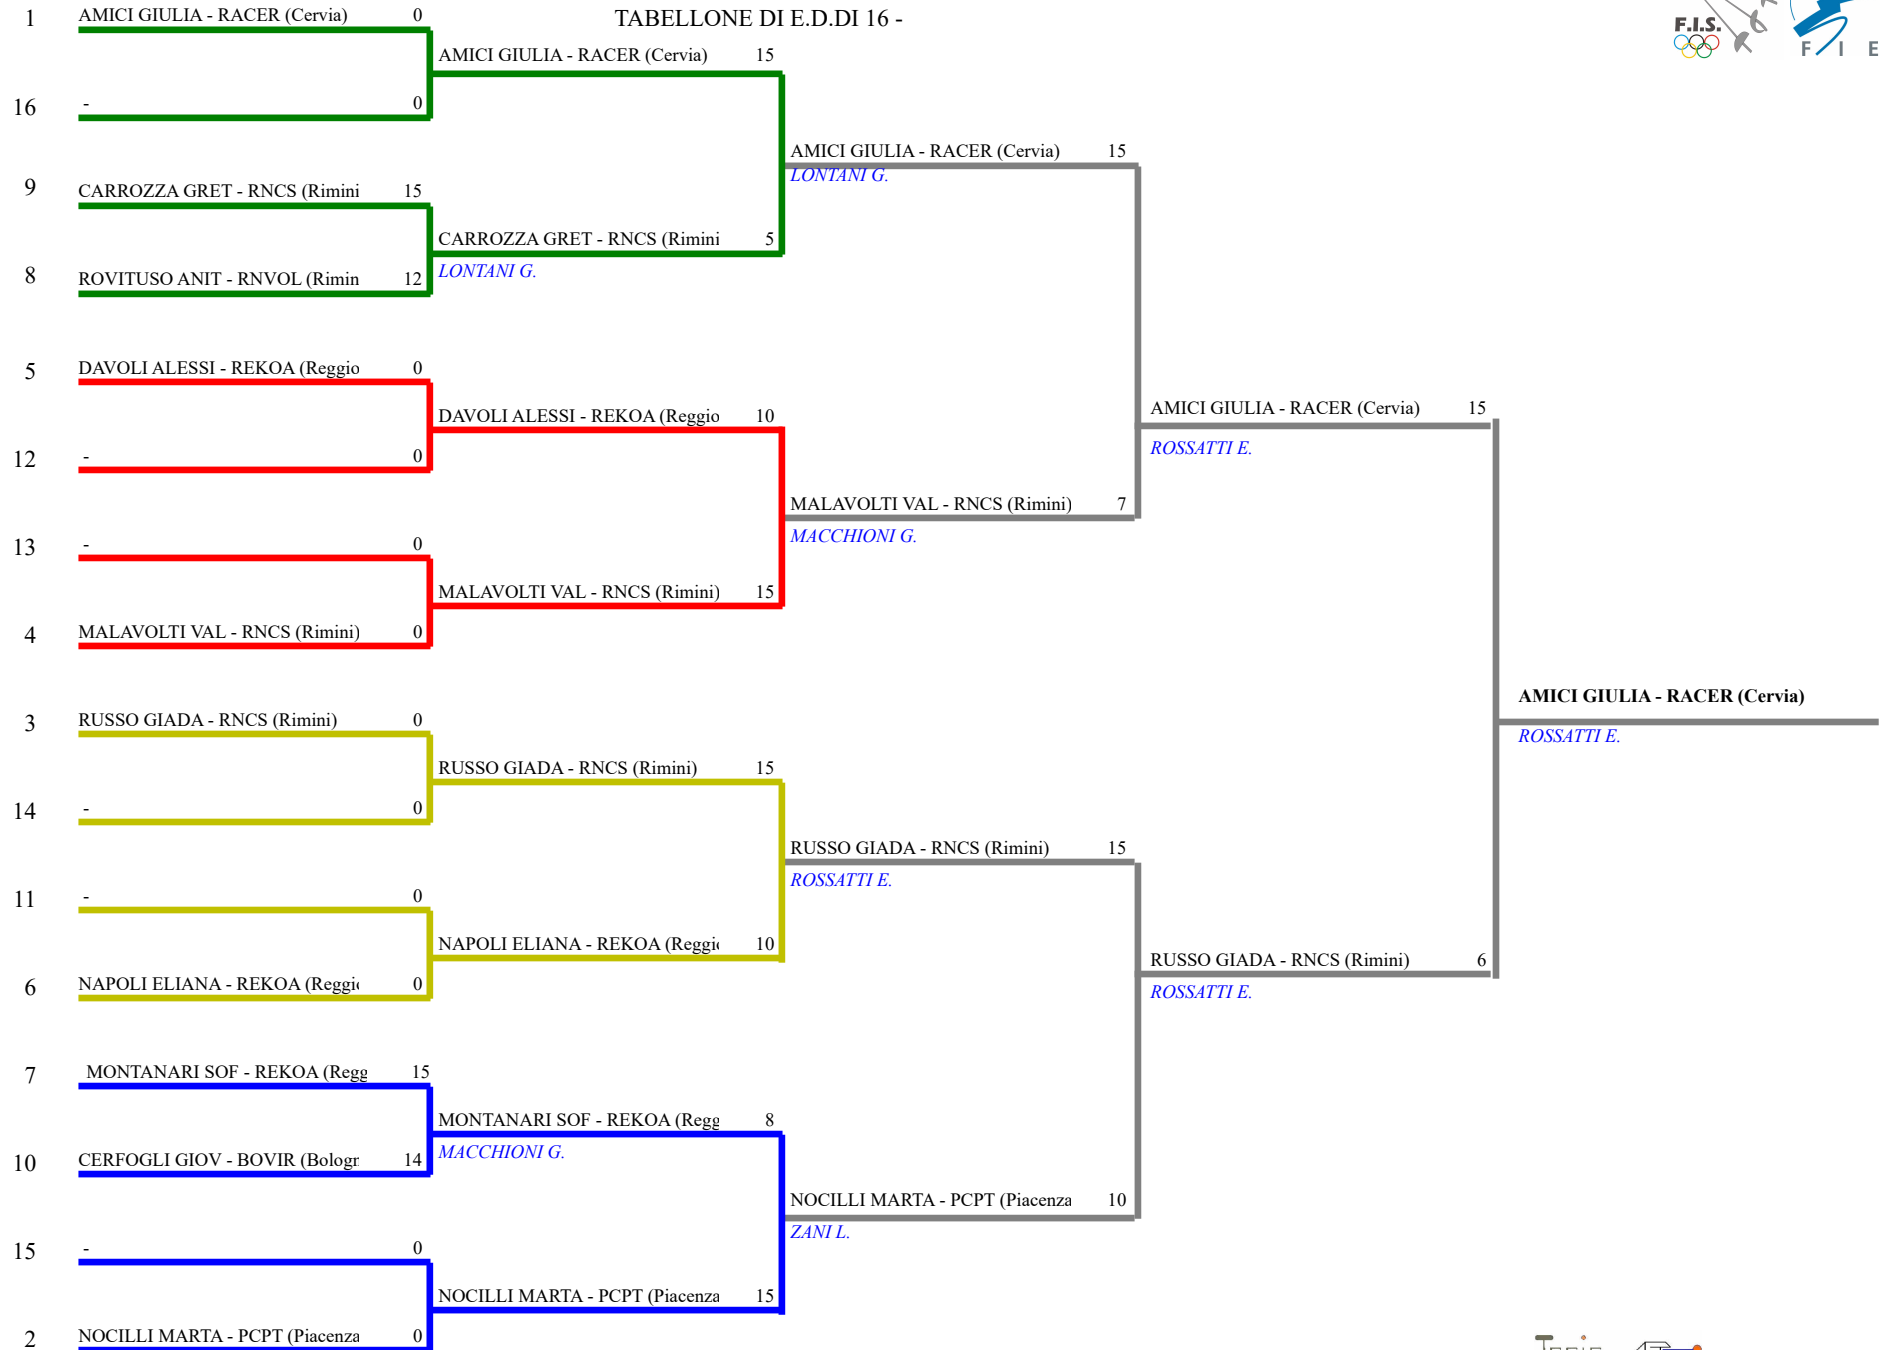 TABELLONE DI E.D.DI 16 -
F.I.S.
F I E
1 AMICI GIULIA - RACER (Cervia) 0
AMICI GIULIA - RACER (Cervia) 15
16 - 0
AMICI GIULIA - RACER (Cervia) 15
LONTANI G.
9 CARROZZA GRET - RNCS (Rimini 15
CARROZZA GRET - RNCS (Rimini 5
LONTANI G.
8 ROVITUSO ANIT - RNVOL (Rimin 12
5 DAVOLI ALESSI - REKOA (Reggio 0
AMICI GIULIA - RACER (Cervia) 15
ROSSATTI E.
DAVOLI ALESSI - REKOA (Reggio 10
12 - 0
MALAVOLTI VAL - RNCS (Rimini) 7
MACCHIONI G.
13 - 0
MALAVOLTI VAL - RNCS (Rimini) 15
4 MALAVOLTI VAL - RNCS (Rimini) 0
AMICI GIULIA - RACER (Cervia)
ROSSATTI E.
3 RUSSO GIADA - RNCS (Rimini) 0
RUSSO GIADA - RNCS (Rimini) 15
14 - 0
RUSSO GIADA - RNCS (Rimini) 15
ROSSATTI E.
11 - 0
NAPOLI ELIANA - REKOA (Reggi 10
RUSSO GIADA - RNCS (Rimini) 6
ROSSATTI E.
6 NAPOLI ELIANA - REKOA (Reggi 0
7 MONTANARI SOF - REKOA (Regg 15
MONTANARI SOF - REKOA (Regg 8
MACCHIONI G.
10 CERFOGLI GIOV - BOVIR (Bologn 14
NOCILLI MARTA - PCPT (Piacenza 10
ZANI L.
15 - 0
NOCILLI MARTA - PCPT (Piacenza 15
2 NOCILLI MARTA - PCPT (Piacenza 0